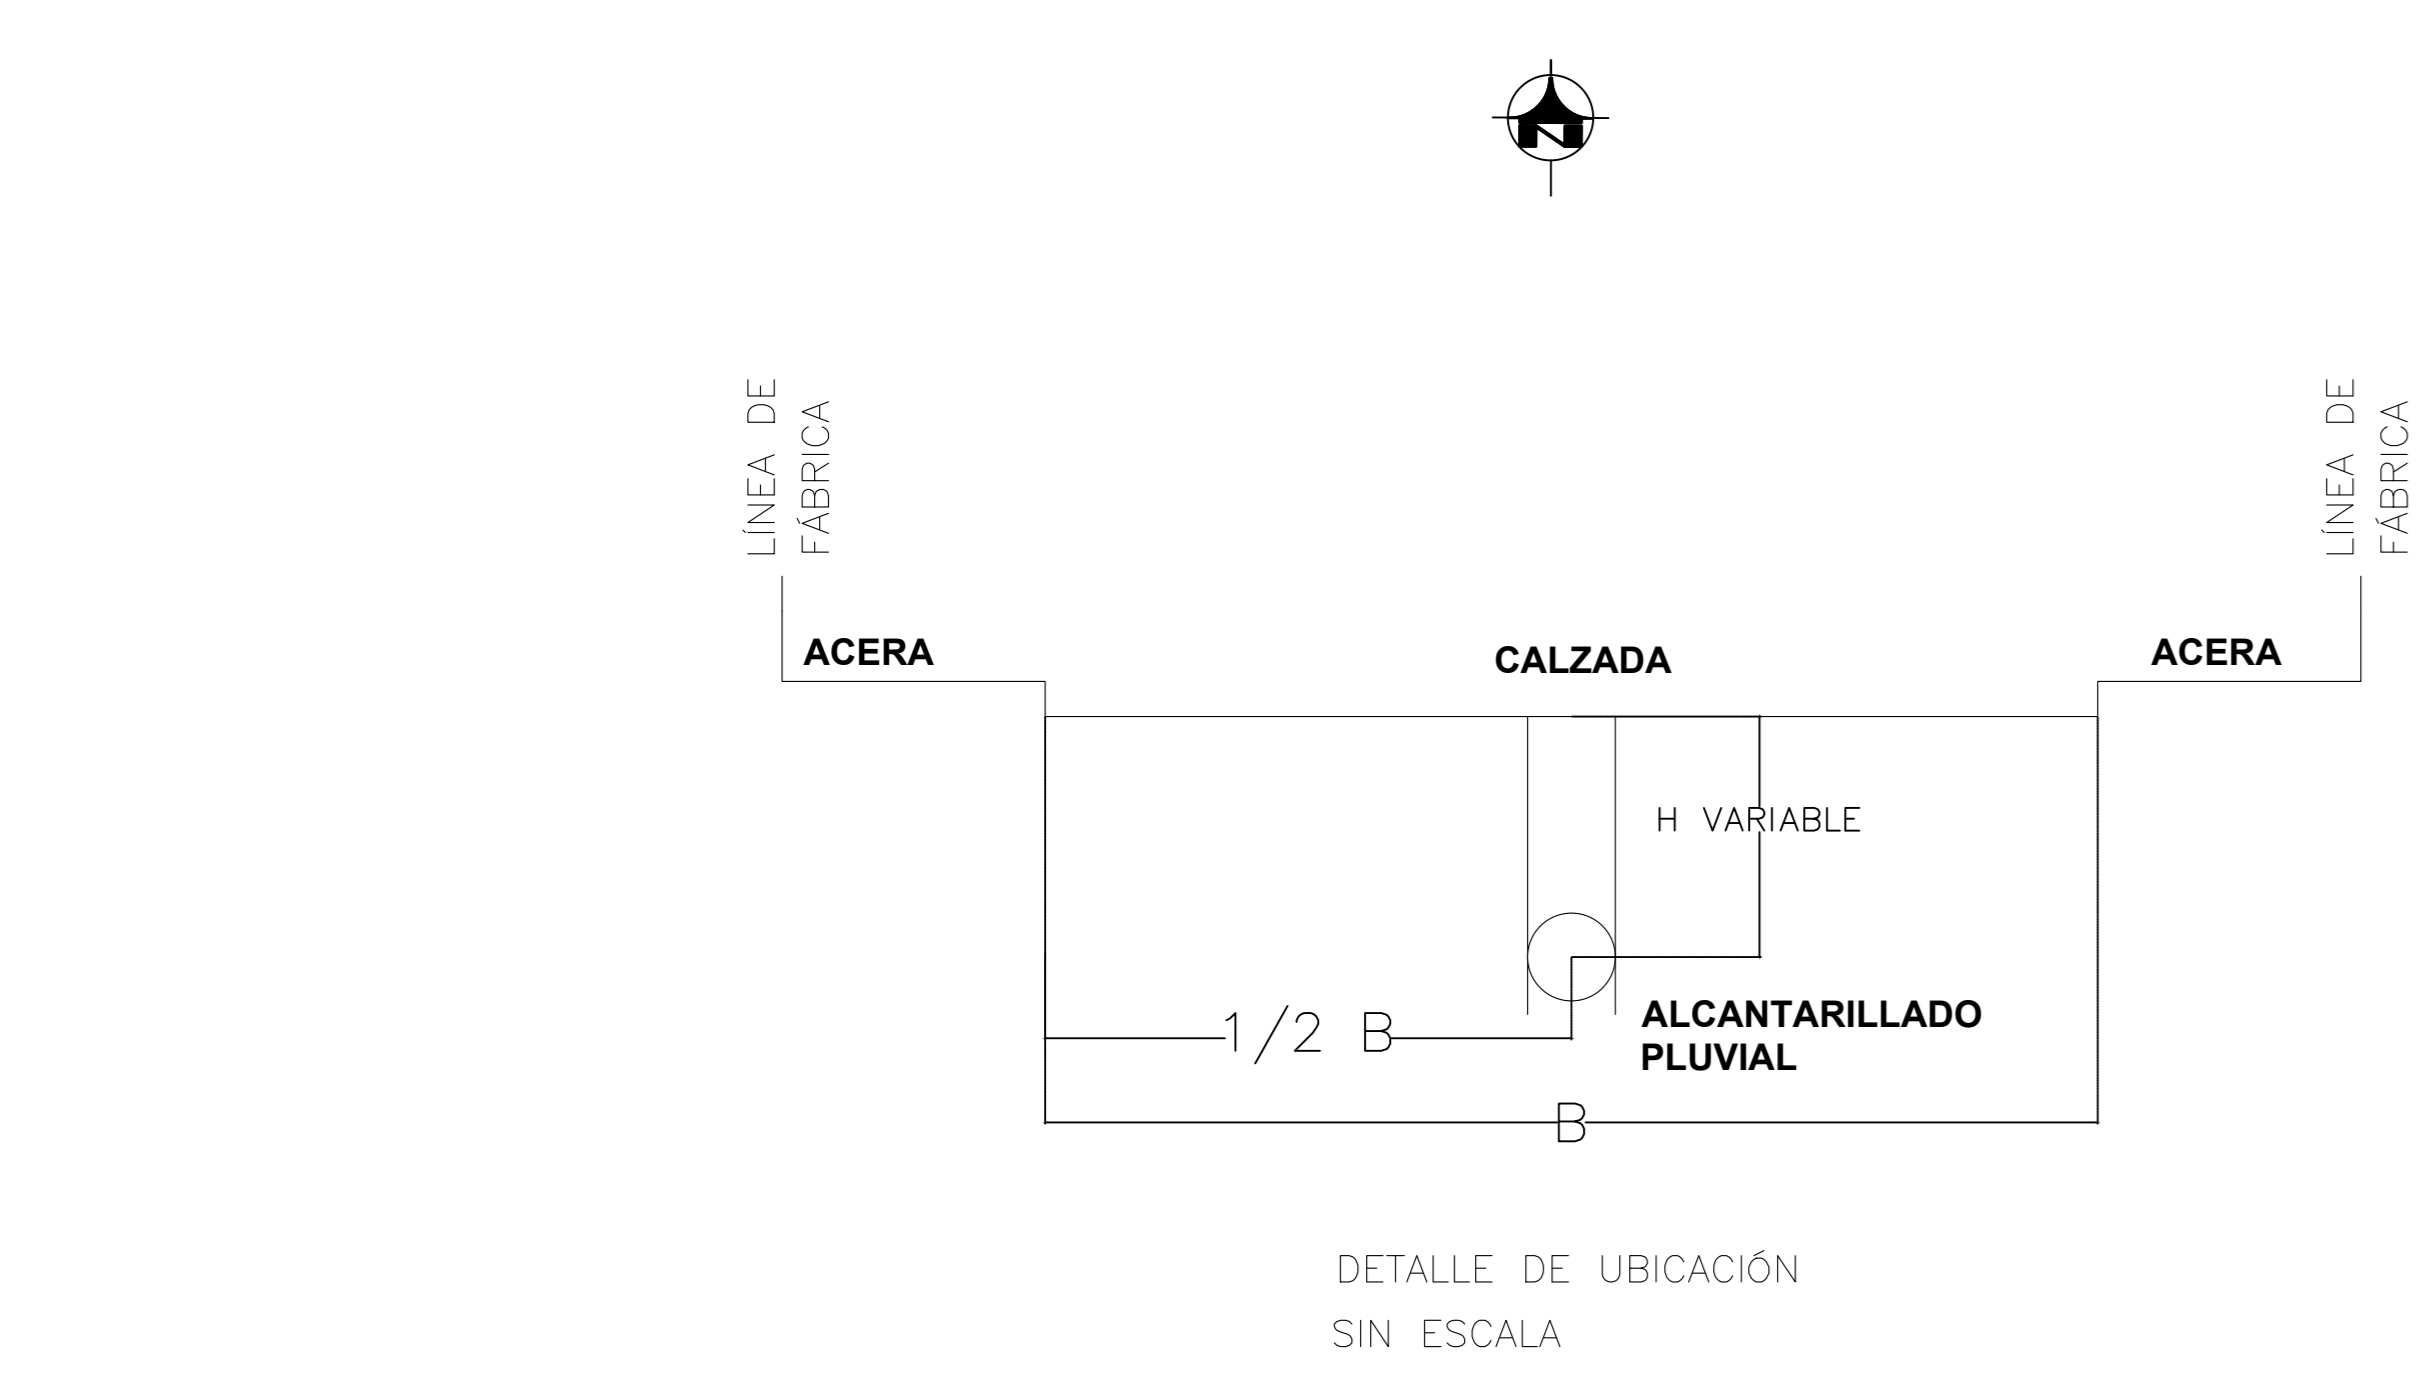 N
LÍNEA DE
FÁBRICA
LÍNEA DE
FÁBRICA
ACERA
CALZADA
ACERA
H VARIABLE
1/2 B
ALCANTARILLADO
PLUVIAL
B
DETALLE DE UBICACIÓN
SIN ESCALA